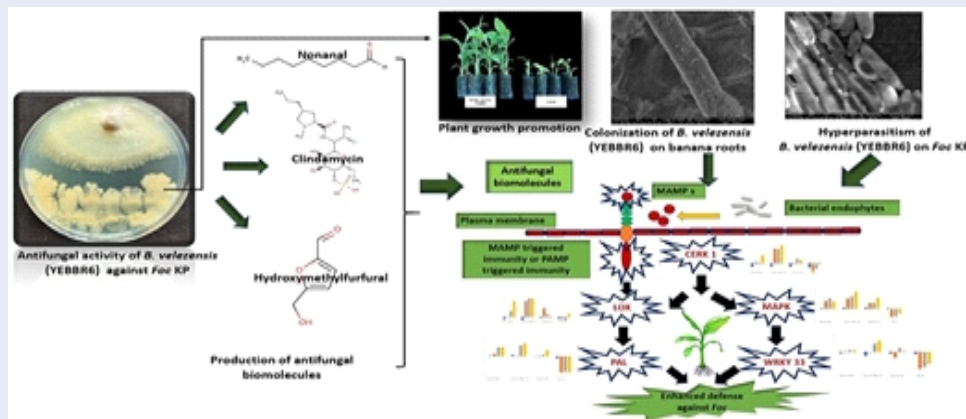 Nonanal
Clindamycin
Hydroxymethylfurfural
Antifungal activity of B. velezensis
(YEBBR6) against Foc KP
Production of antifungal
biomolecules
Plant growth promotion
Colonization of B. velezensis
(YEBBR6) on banana roots
Hyperparasitism of
B. velezensis (YEBBR6) on Foc KP
Antifungal
biomolecules
MAMP s
Bacterial endophytes
Plasma membrane
MAMP triggered
immunity or PAMP
triggered immunity
CERK 1
LOX
MAPK
PAL
WRKY 33
Enhanced defense
against Foc